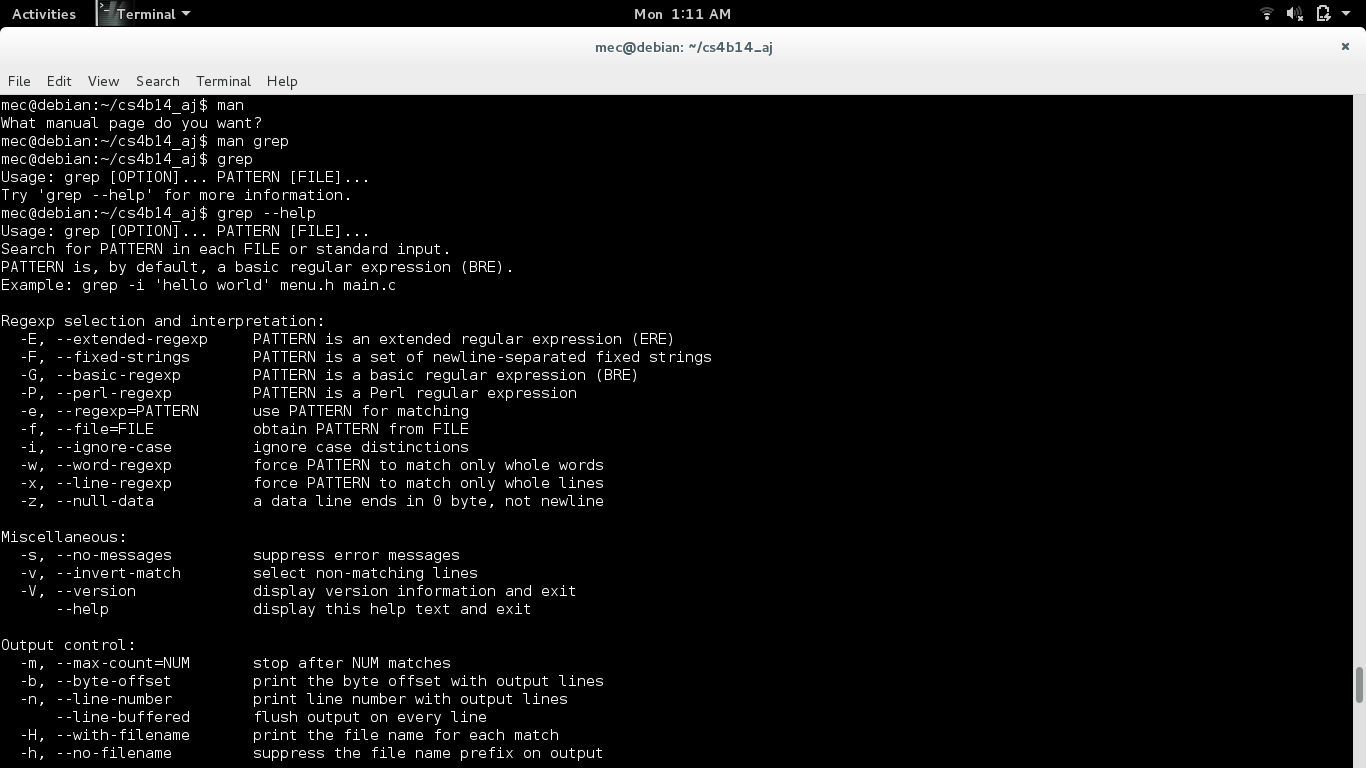 Activities Terminal Mon 1:11 AM
mec@debian: ~/cs4b14_aj ×
File Edit View Search Terminal Help
mec@debian:~/cs4b14_aj$ man
What manual page do you want?
mec@debian:~/cs4b14_aj$ man grep
mec@debian:~/cs4b14_aj$ grep
Usage: grep [OPTION]... PATTERN [FILE]...
Try 'grep --help' for more information.
mec@debian:~/cs4b14_aj$ grep --help
Usage: grep [OPTION]... PATTERN [FILE]...
Search for PATTERN in each FILE or standard input.
PATTERN is, by default, a basic regular expression (BRE).
Example: grep -i 'hello world' menu.h main.c

Regexp selection and interpretation:
  -E, --extended-regexp     PATTERN is an extended regular expression (ERE)
  -F, --fixed-strings       PATTERN is a set of newline-separated fixed strings
  -G, --basic-regexp        PATTERN is a basic regular expression (BRE)
  -P, --perl-regexp         PATTERN is a Perl regular expression
  -e, --regexp=PATTERN      use PATTERN for matching
  -f, --file=FILE           obtain PATTERN from FILE
  -i, --ignore-case         ignore case distinctions
  -w, --word-regexp         force PATTERN to match only whole words
  -x, --line-regexp         force PATTERN to match only whole lines
  -z, --null-data           a data line ends in 0 byte, not newline

Miscellaneous:
  -s, --no-messages         suppress error messages
  -v, --invert-match        select non-matching lines
  -V, --version             display version information and exit
      --help                display this help text and exit

Output control:
  -m, --max-count=NUM       stop after NUM matches
  -b, --byte-offset         print the byte offset with output lines
  -n, --line-number         print line number with output lines
      --line-buffered       flush output on every line
  -H, --with-filename       print the file name for each match
  -h, --no-filename         suppress the file name prefix on output